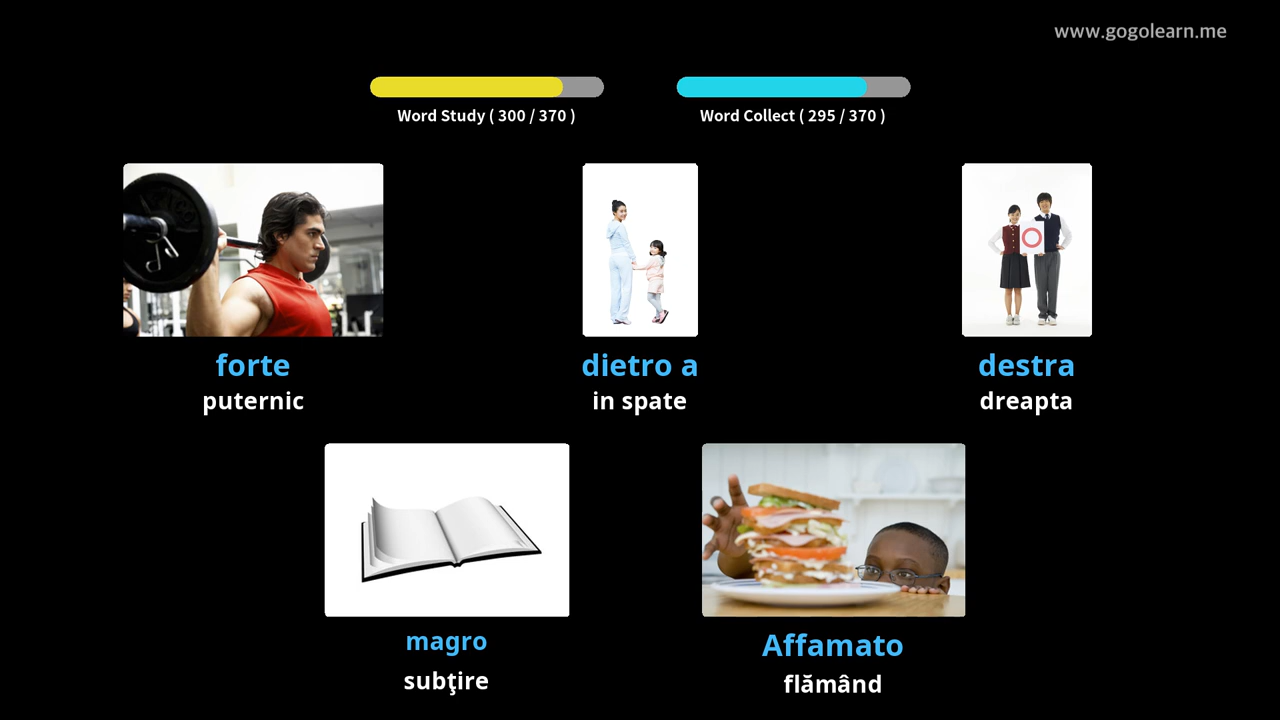 www.gogolearn.me
Word Study ( 300 / 370 )
Word Collect ( 295 / 370 )
forte
puternic
dietro a
in spate
destra
dreapta
magro
subţire
Affamato
flămând